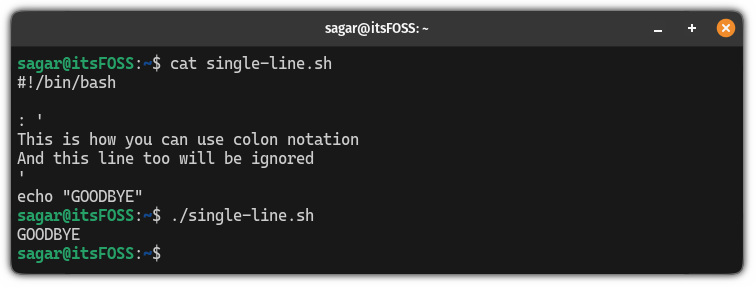 sagar@itsFOSS: ~
sagar@itsFOSS:~$ cat single-line.sh
#!/bin/bash
: '
This is how you can use colon notation
And this line too will be ignored
'
echo "GOODBYE"
sagar@itsFOSS:~$ ./single-line.sh
GOODBYE
sagar@itsFOSS:~$